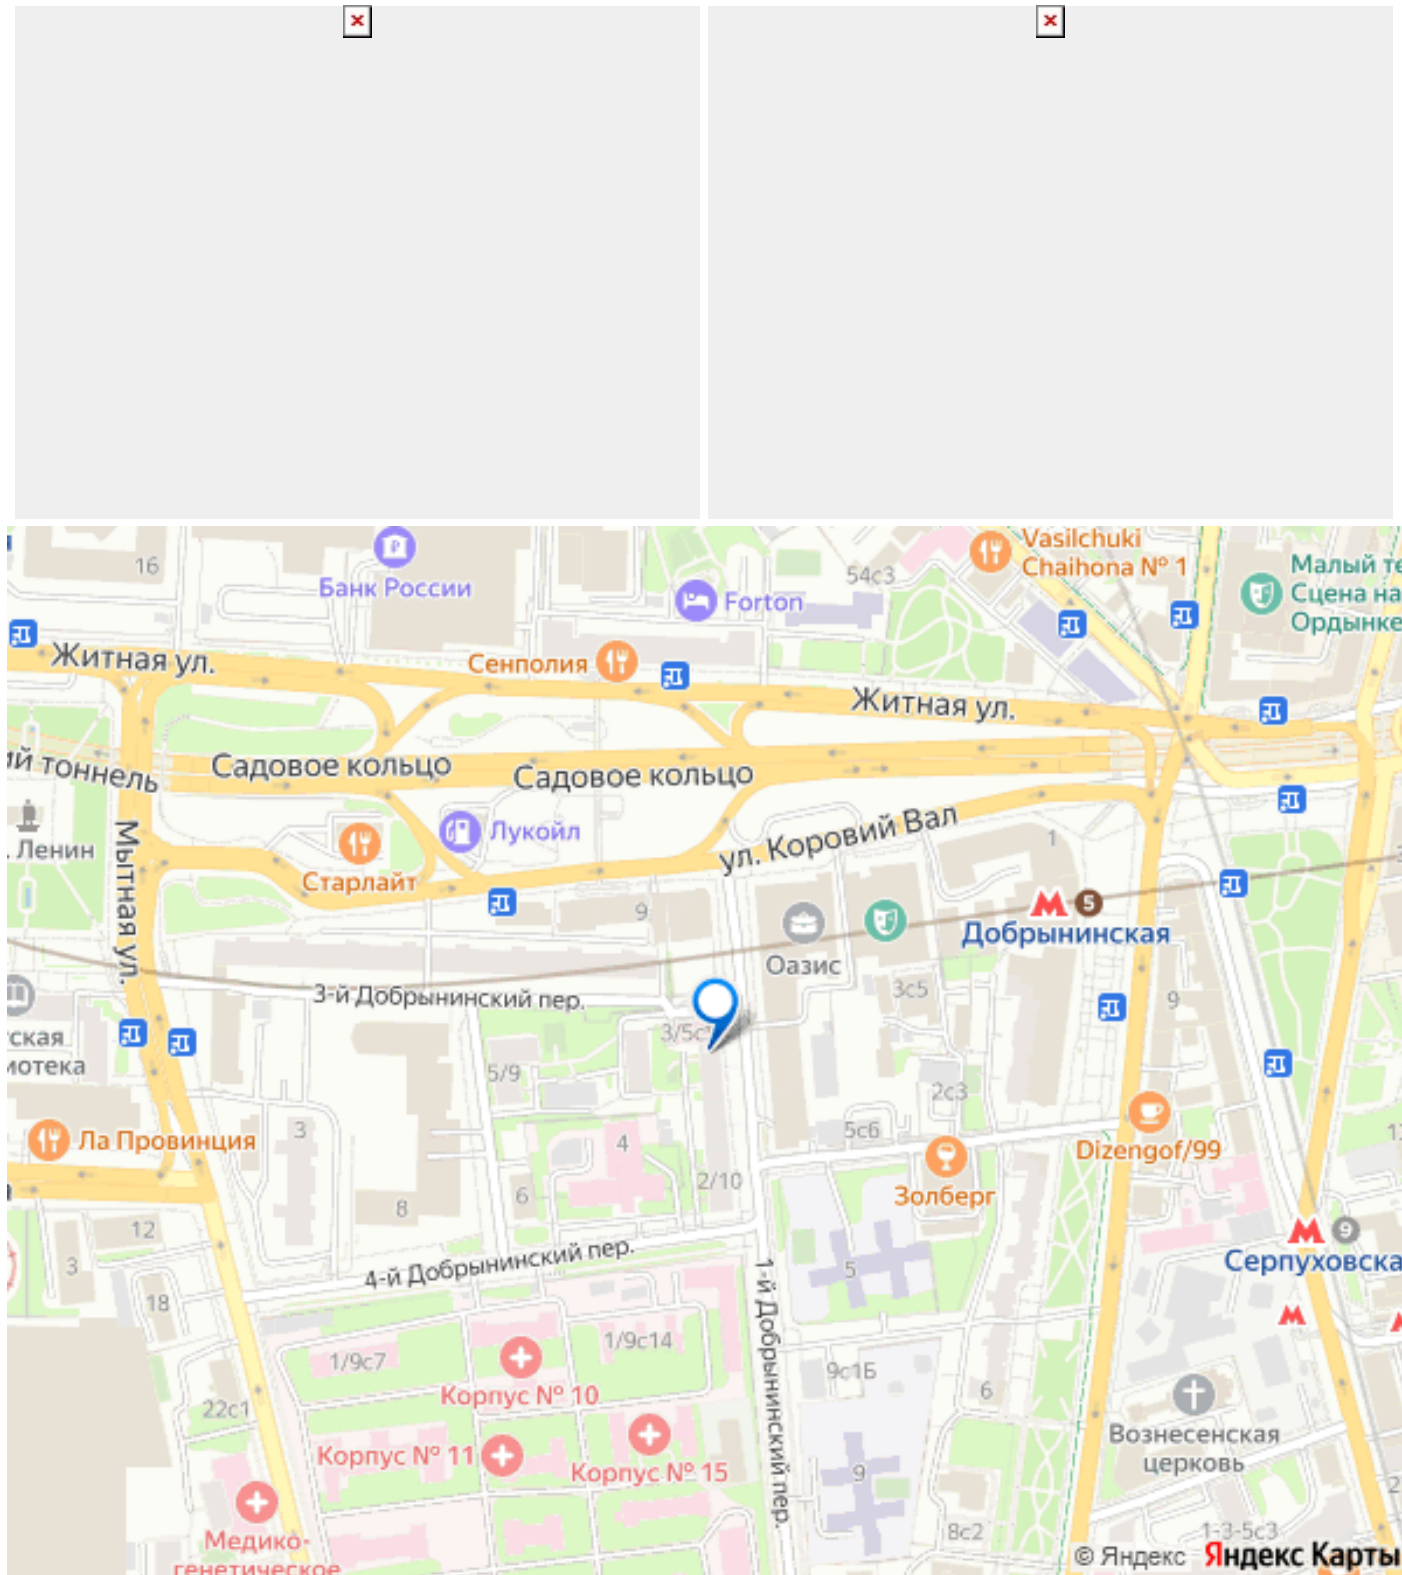 Vasilchuki
Chaihona № 1
16
Банк России
54с3
Малый те
Сцена на
Ордынке
Forton
Житная ул.
Сенполия
Житная ул.
ий тоннель
Садовое кольцо
Садовое кольцо
Лукойл
ул. Коровий Вал
1
. Ленин
Мытная ул.
Старлайт
9
5
Добрынинская
Оазис
3-й Добрынинский пер.
3с5
9
3/5с
ская
иотека
5/9
2с3
Ла Провинция
3
4
5с6
Dizengof/99
6
2/10
Золберг
8
12
9
3
4-й Добрынинский пер.
5
Серпуховска
1-й Добрынинский пер.
18
1/9с7
1/9с14
9с1Б
6
22с1
Корпус № 10
Корпус № 11
Корпус № 15
Вознесенская
церковь
9
Медико-
генетическое
8с2
1-3-5с3
© Яндекс Яндекс Карты